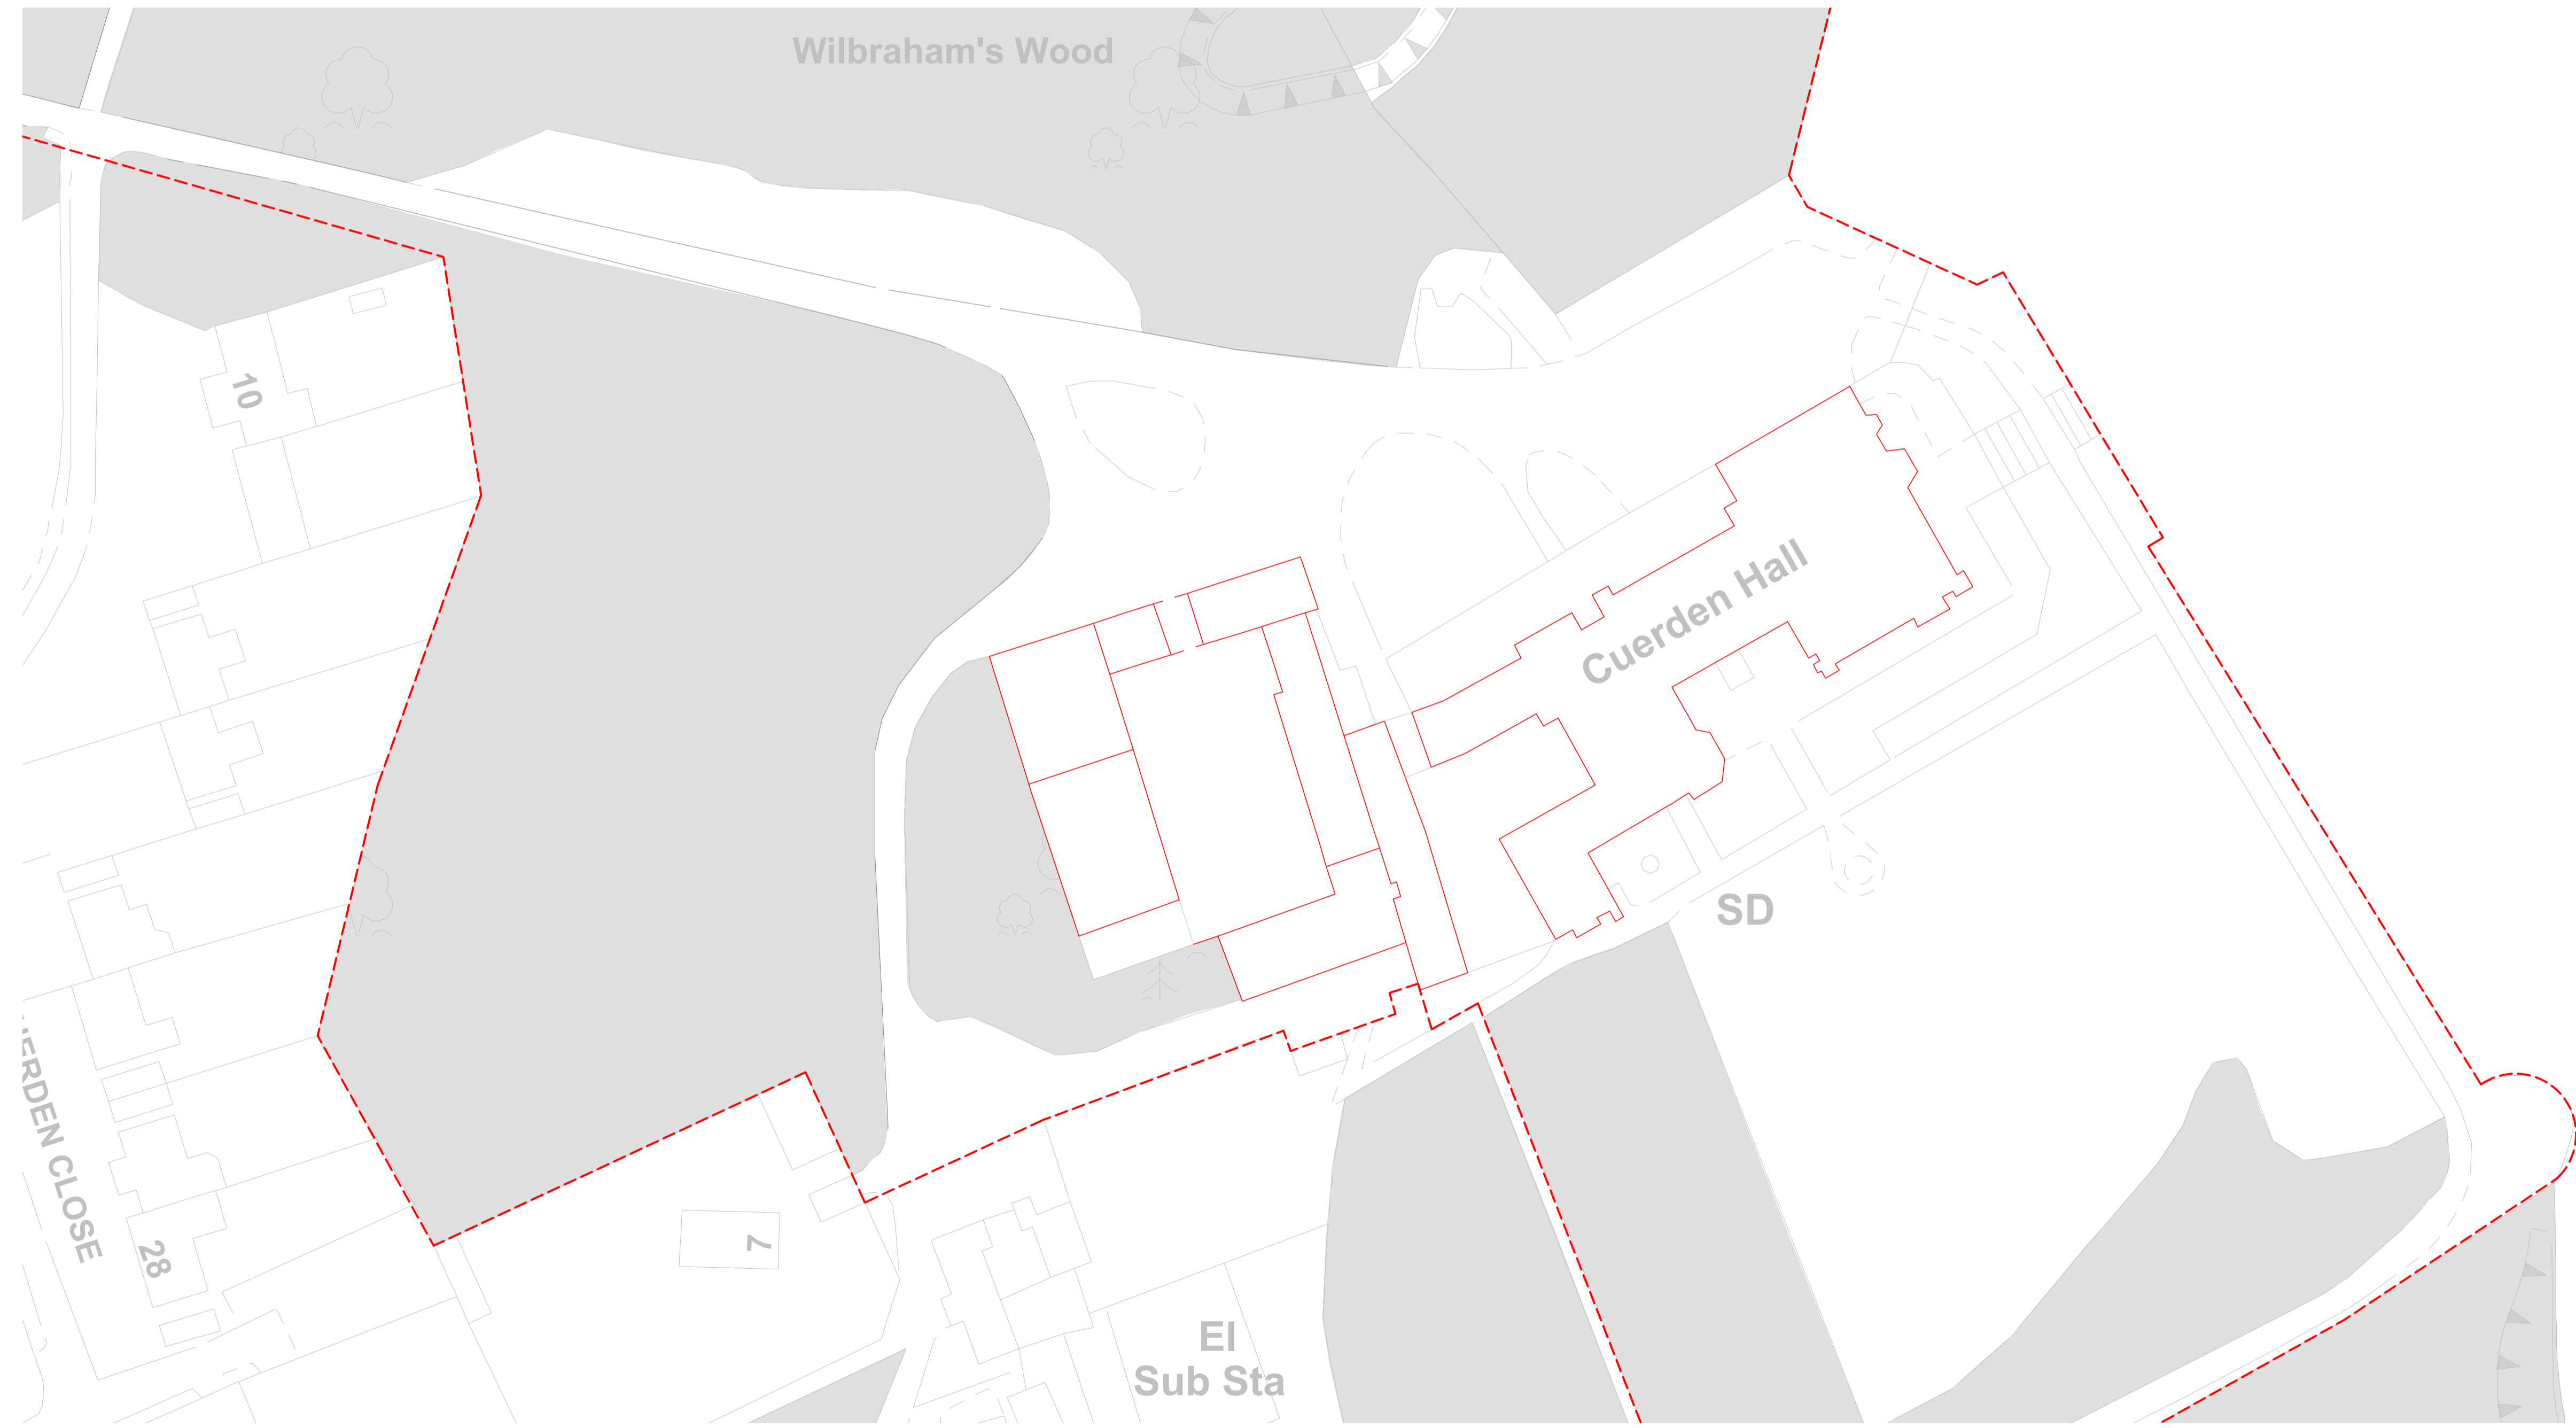 Wilbraham's Wood
10
Cuerden Hall
SD
ERDEN CLOSE
28
7
El
Sub Sta